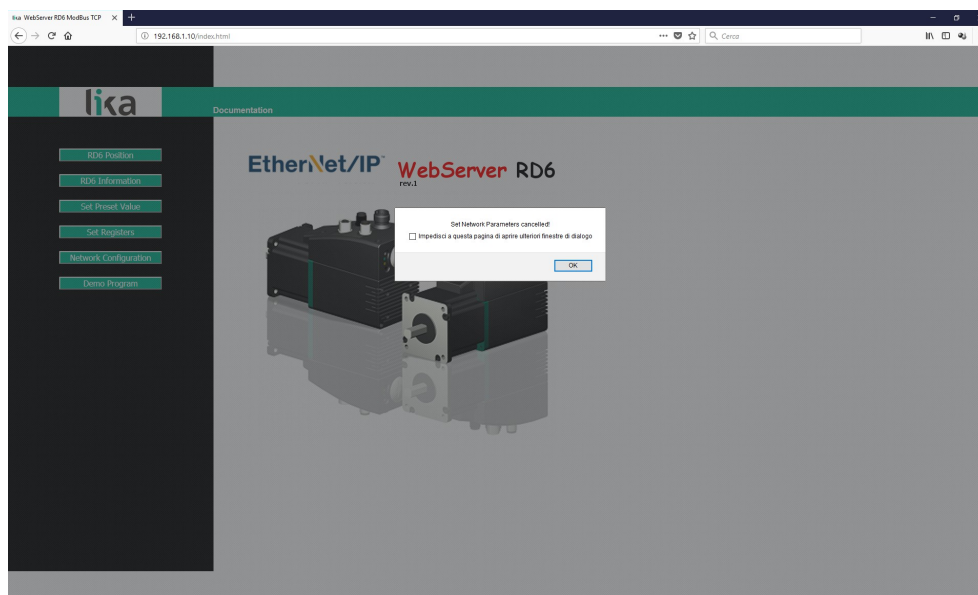 lika WebServer RD6 ModBus TCP
192.168.1.10/index.html
Cerca
lika
Documentation
RD6 Position
RD6 Information
Set Preset Value
Set Registers
Network Configuration
Demo Program
EtherNet/IP™ WebServer RD6
rev.1
Set Network Parameters cancelled!
Impedisci a questa pagina di aprire ulteriori finestre di dialogo
OK